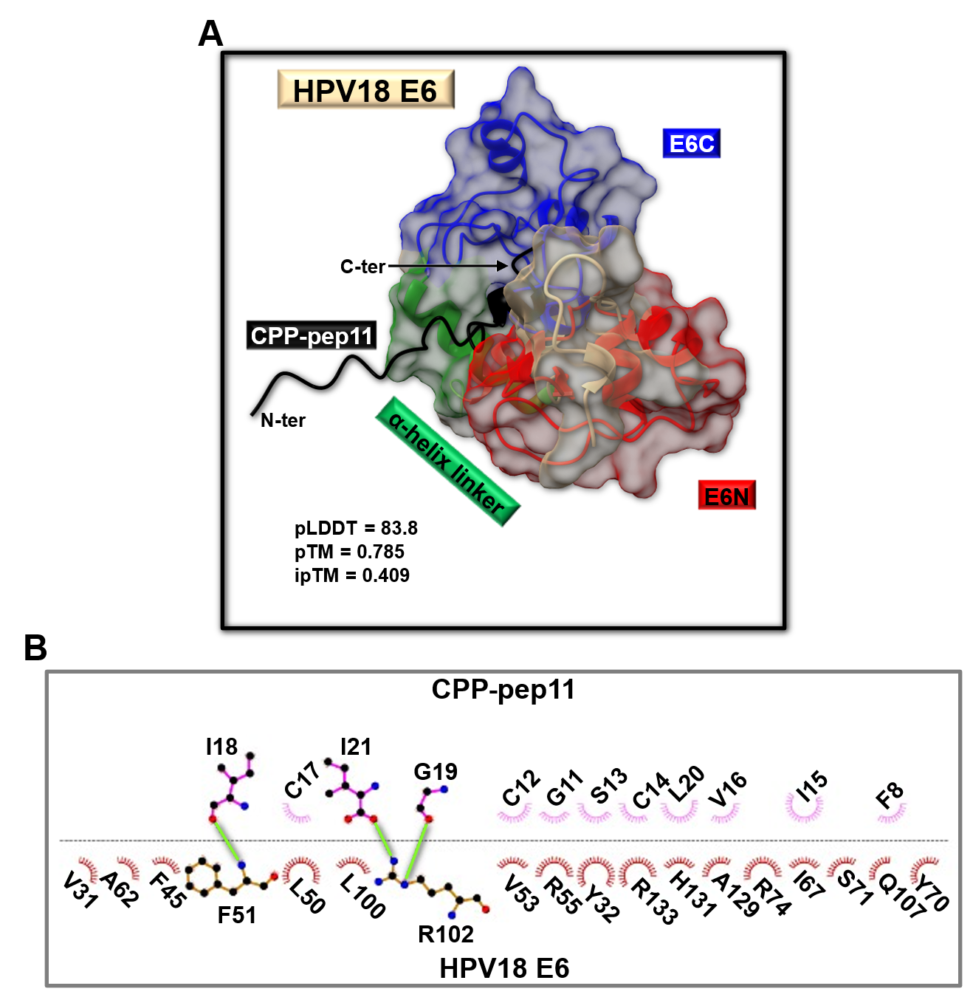 A
HPV18 E6
E6C
C-ter
CPP-pep11
N-ter
α-helix linker
E6N
pLDDT = 83.8
pTM = 0.785
ipTM = 0.409
B
CPP-pep11
I18
C17
I21
G19
C12
G11
S13
C14
L20
V16
I15
F8
V31
A62
F45
F51
L50
L100
R102
V53
R55
Y32
R133
H131
A129
R74
I67
S71
Q107
Y70
HPV18 E6